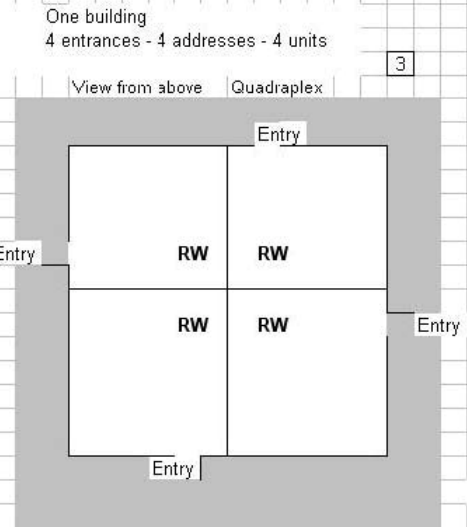 One building
4 entrances - 4 addresses - 4 units
3
View from above Quadraplex
Entry
Entry
RW RW
RW RW
Entry
Entry